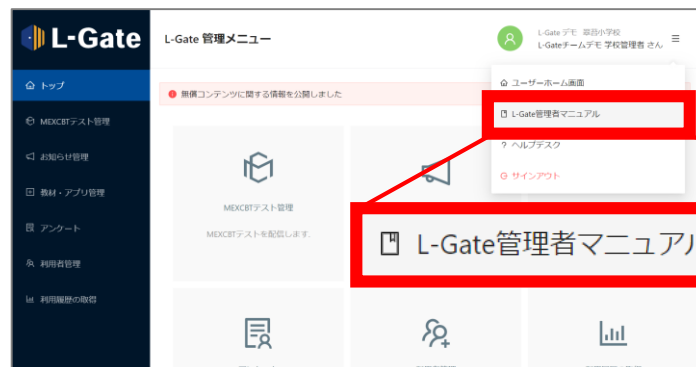 L-Gate
L-Gate 管理メニュー
L-Gateチームデモ 学校管理者 さん
トップ
MEXCBTテスト管理
お知らせ管理
教材・アプリ管理
アンケート
利用者管理
利用履歴の取得
無償コンテンツに関する情報を公開しました
ユーザーホーム画面
L-Gate管理者マニュアル
ヘルプデスク
サインアウト
MEXCBTテスト管理
MEXCBTテストを配信します.
L-Gate管理者マニュアル